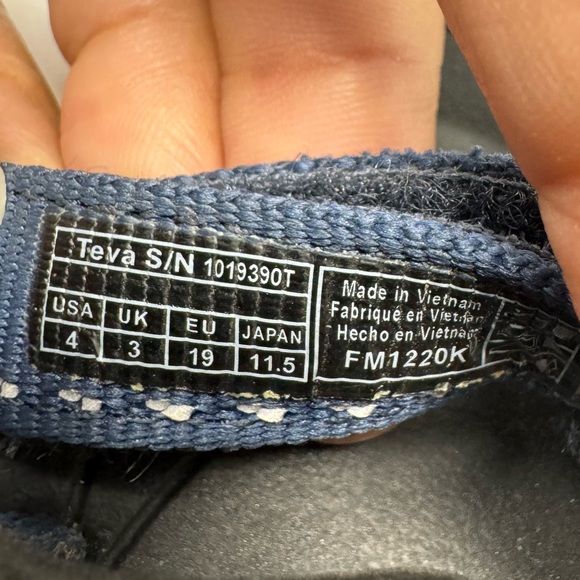 Teva S/N 1019390T
USA UK EU JAPAN
4 3 19 11.5
Made in Vietnam
Fabriqué en Vietnam
Hecho en Vietnam
FM1220K